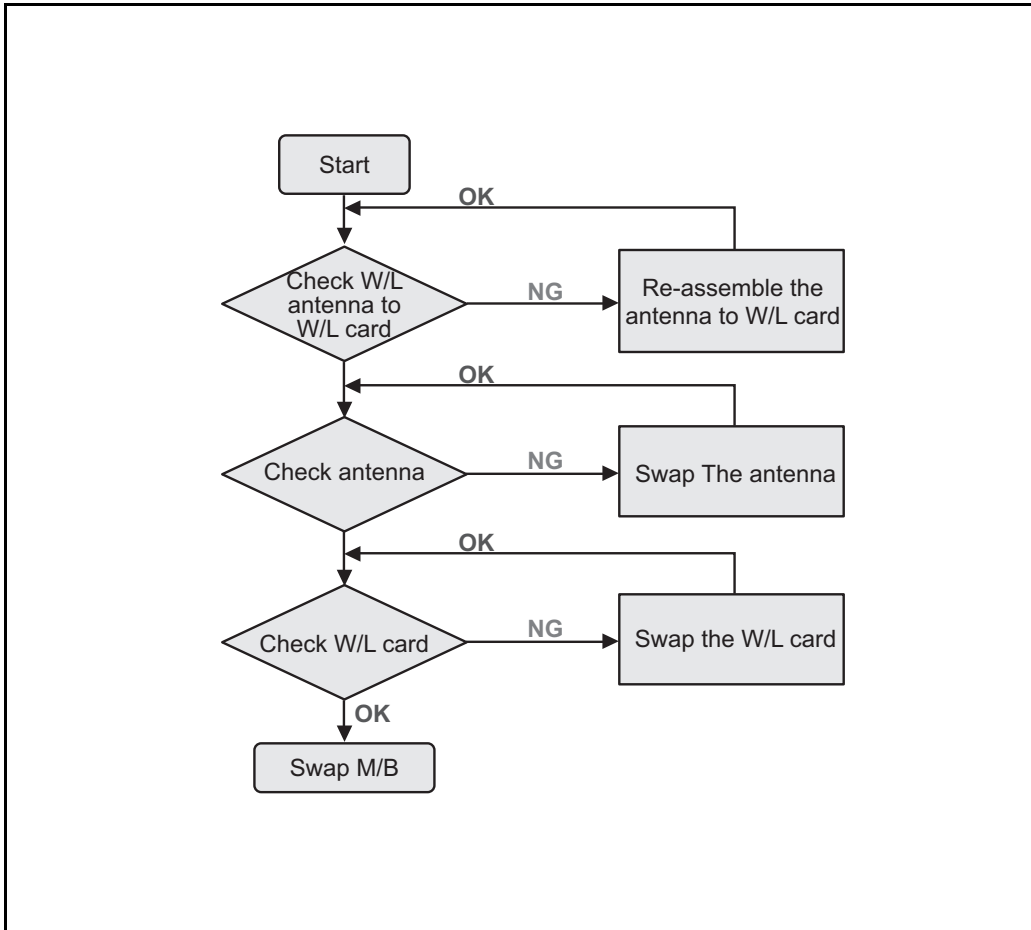 Start
OK
Check W/L
antenna to
W/L card
NG
Re-assemble the
antenna to W/L card
OK
Check antenna
NG
Swap The antenna
OK
Check W/L card
NG
Swap the W/L card
OK
Swap M/B